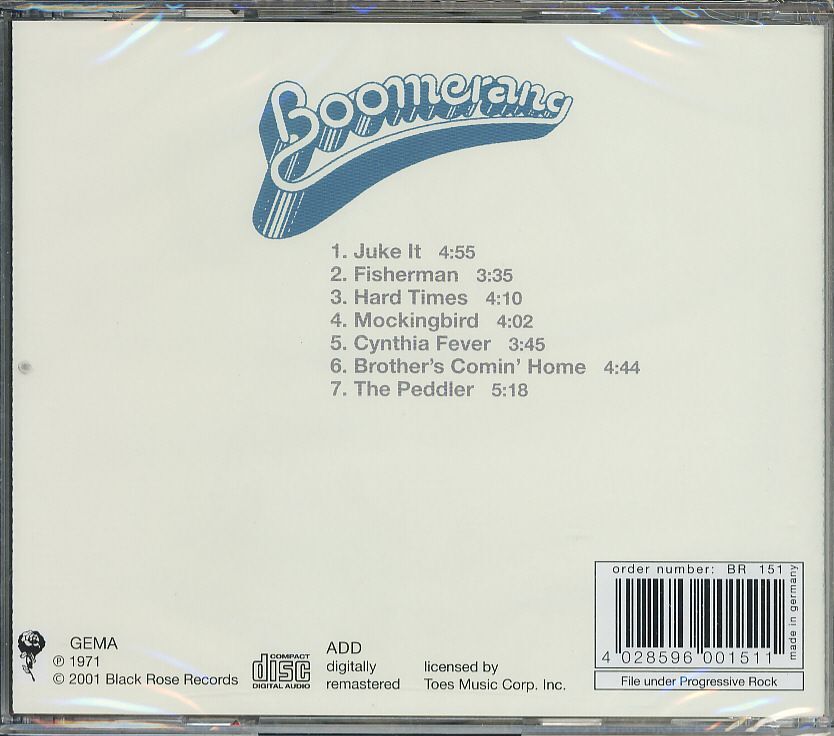 Boomerang
1. Juke It 4:55
2. Fisherman 3:35
3. Hard Times 4:10
4. Mockingbird 4:02
5. Cynthia Fever 3:45
6. Brother's Comin' Home 4:44
7. The Peddler 5:18
order number: BR 151
made in germany
4 028596 001511
File under Progressive Rock
GEMA
℗ 1971
© 2001 Black Rose Records
COMPACT
disc
DIGITAL AUDIO
ADD
digitally
remastered
licensed by
Toes Music Corp. Inc.